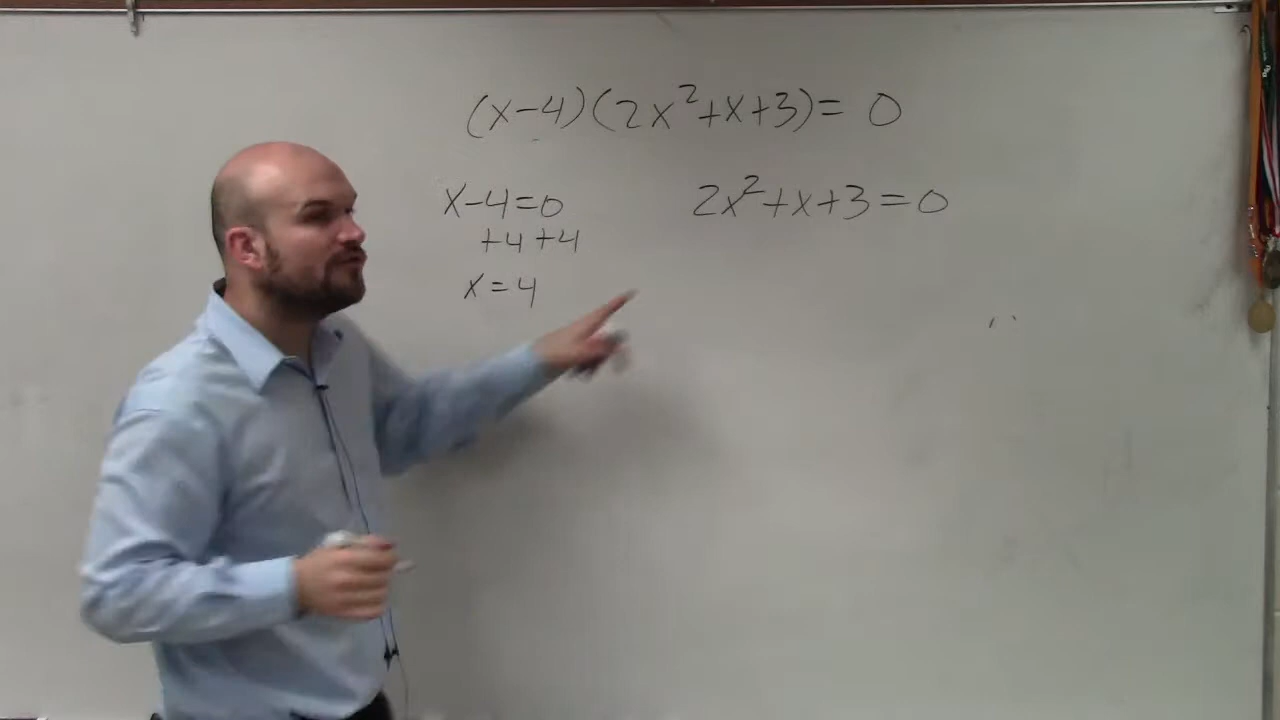 (x-4)(2x²+x+3)= 0
x-4=0
+4 +4
x=4
2x²+x+3=0